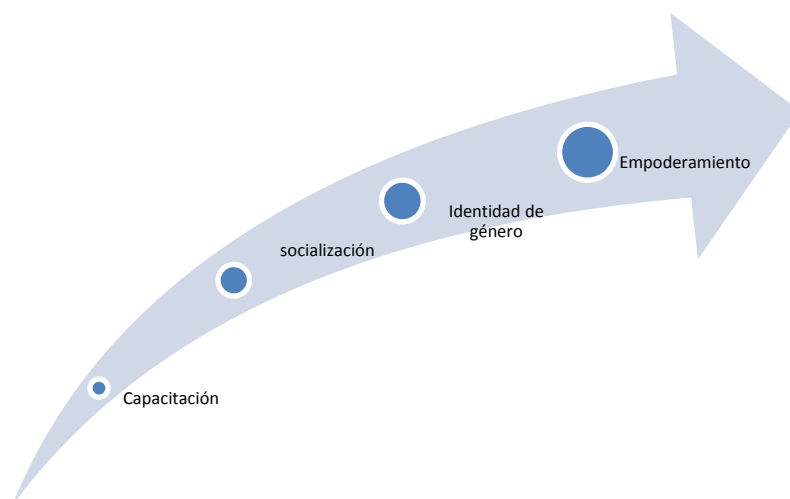 Empoderamiento
Identidad de
género
socialización
Capacitación